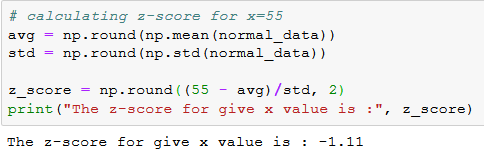 # calculating z-score for x=55
avg = np.round(np.mean(normal_data))
std = np.round(np.std(normal_data))
z_score = np.round((55 - avg)/std, 2)
print("The z-score for give x value is :", z_score)
The z-score for give x value is : -1.11